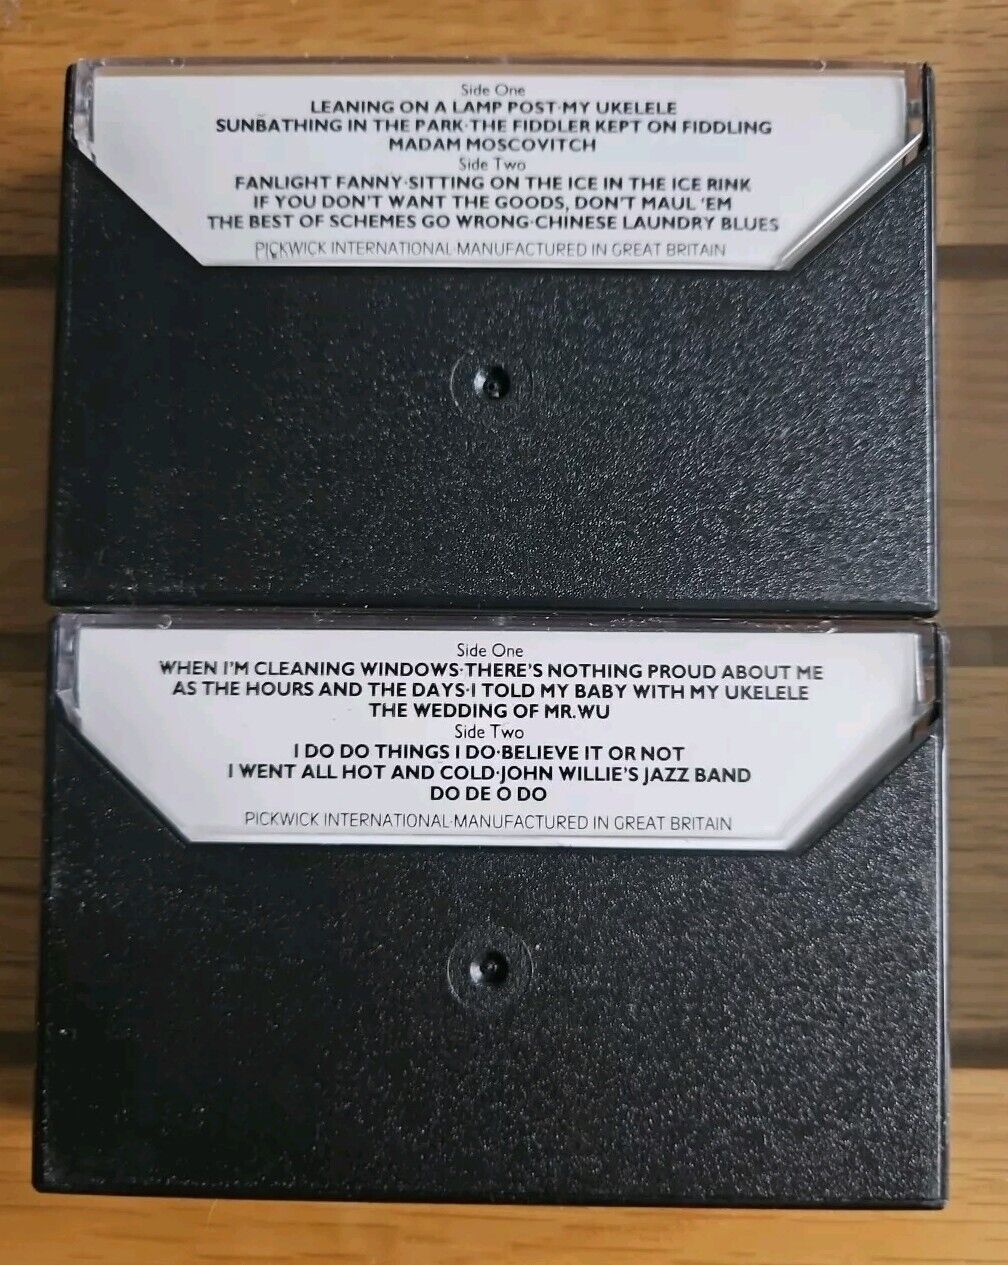 Side One
LEANING ON A LAMP POST·MY UKELELE
SUNBATHING IN THE PARK·THE FIDDLER KEPT ON FIDDLING
MADAM MOSCOVITCH
Side Two
FANLIGHT FANNY·SITTING ON THE ICE IN THE ICE RINK
IF YOU DON'T WANT THE GOODS, DON'T MAUL 'EM
THE BEST OF SCHEMES GO WRONG·CHINESE LAUNDRY BLUES
PICKWICK INTERNATIONAL·MANUFACTURED IN GREAT BRITAIN
Side One
WHEN I'M CLEANING WINDOWS·THERE'S NOTHING PROUD ABOUT ME
AS THE HOURS AND THE DAYS·I TOLD MY BABY WITH MY UKELELE
THE WEDDING OF MR.WU
Side Two
I DO DO THINGS I DO·BELIEVE IT OR NOT
I WENT ALL HOT AND COLD·JOHN WILLIE'S JAZZ BAND
DO DE O DO
PICKWICK INTERNATIONAL·MANUFACTURED IN GREAT BRITAIN